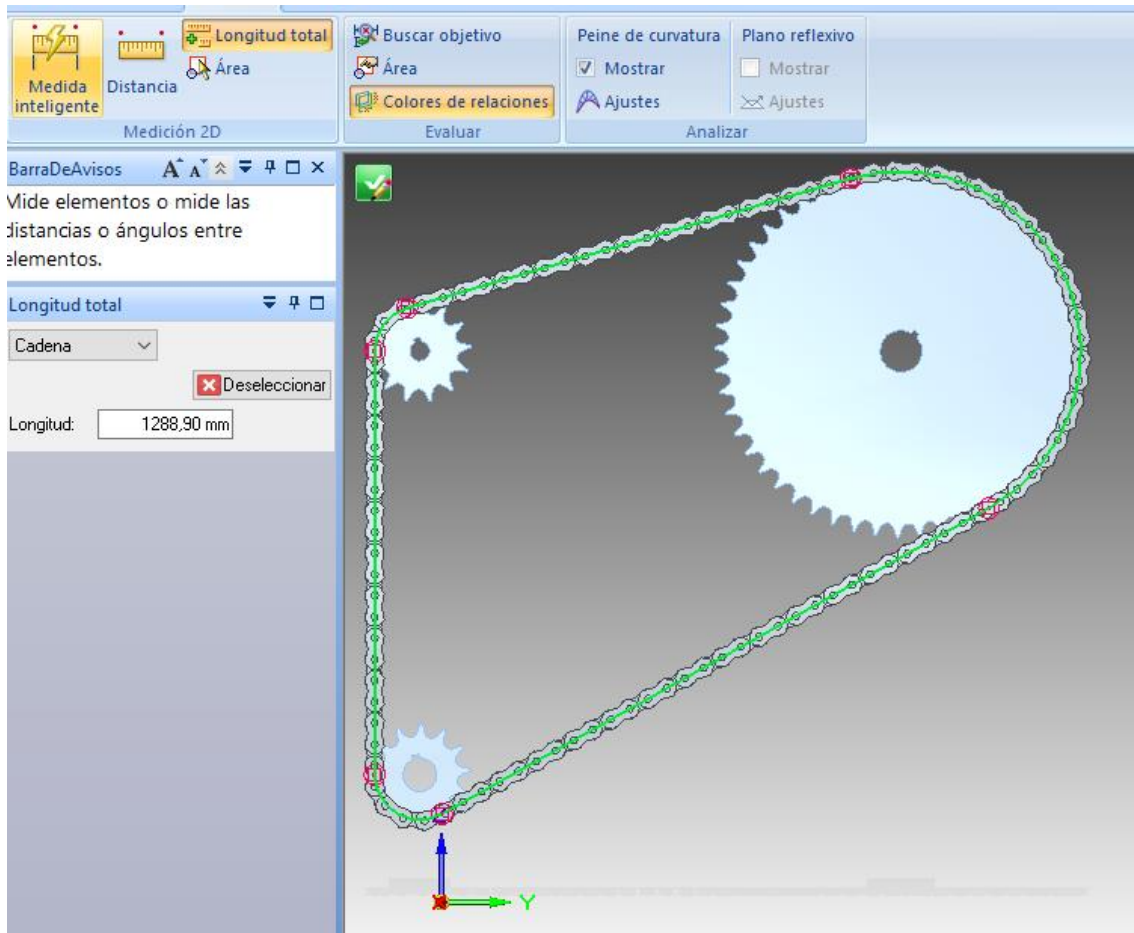 Medida
inteligente
Distancia
Longitud total
Área
Medición 2D
Buscar objetivo
Área
Colores de relaciones
Evaluar
Peine de curvatura
Mostrar
Ajustes
Plano reflexivo
Mostrar
Ajustes
Analizar
BarraDeAvisos
Mide elementos o mide las
distancias o ángulos entre
elementos.
Longitud total
Cadena
Deseleccionar
Longitud: 1288,90 mm
Y